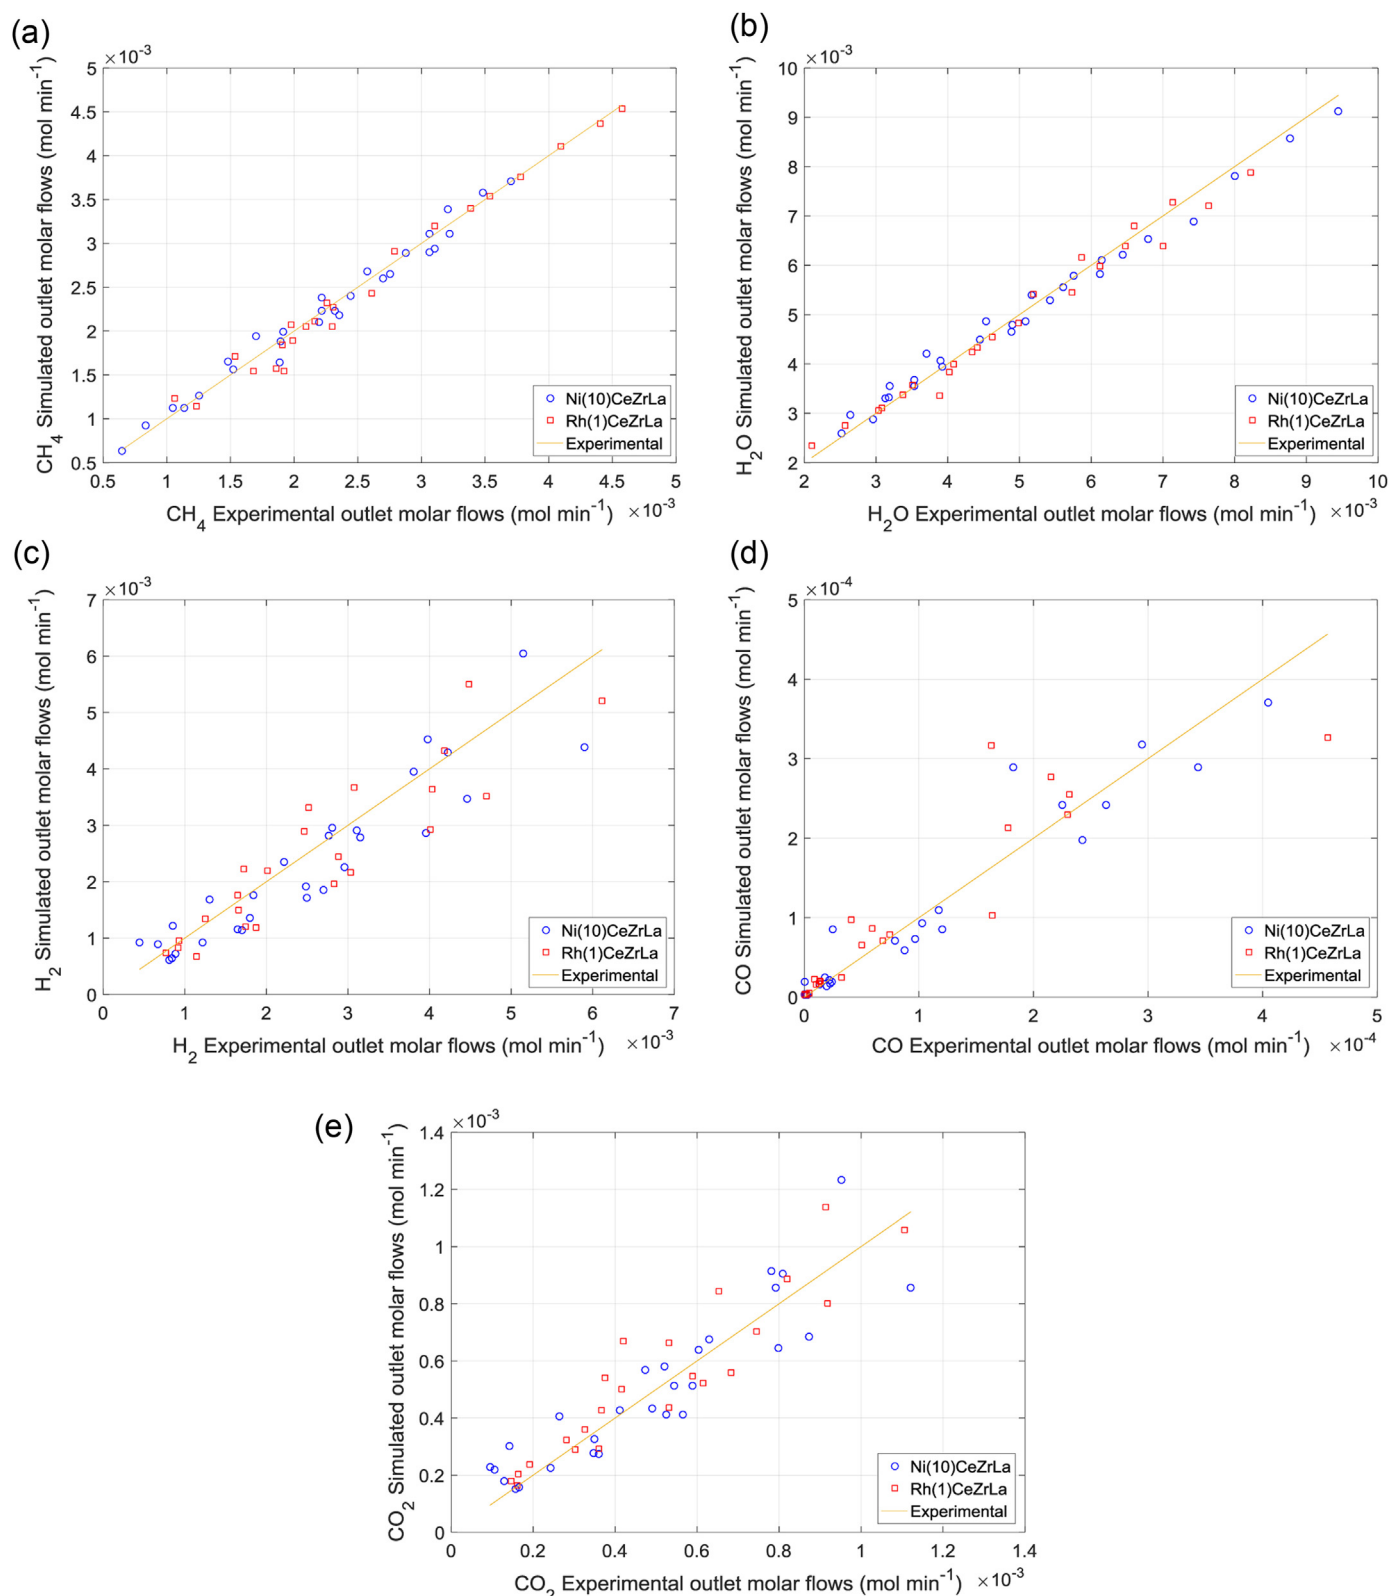 (a)
×10⁻³
5
4.5
4
3.5
3
2.5
2
1.5
1
0.5
CH₄ Simulated outlet molar flows (mol min⁻¹)
Ni(10)CeZrLa
Rh(1)CeZrLa
Experimental
0.5 1 1.5 2 2.5 3 3.5 4 4.5 5
CH₄ Experimental outlet molar flows (mol min⁻¹) ×10⁻³
(b)
×10⁻³
10
9
8
7
6
5
4
3
2
H₂O Simulated outlet molar flows (mol min⁻¹)
Ni(10)CeZrLa
Rh(1)CeZrLa
Experimental
2 3 4 5 6 7 8 9 10
H₂O Experimental outlet molar flows (mol min⁻¹) ×10⁻³
(c)
×10⁻³
7
6
5
4
3
2
1
0
H₂ Simulated outlet molar flows (mol min⁻¹)
Ni(10)CeZrLa
Rh(1)CeZrLa
Experimental
0 1 2 3 4 5 6 7
H₂ Experimental outlet molar flows (mol min⁻¹) ×10⁻³
(d)
×10⁻⁴
5
4
3
2
1
0
CO Simulated outlet molar flows (mol min⁻¹)
Ni(10)CeZrLa
Rh(1)CeZrLa
Experimental
0 1 2 3 4 5
CO Experimental outlet molar flows (mol min⁻¹) ×10⁻⁴
(e)
×10⁻³
1.4
1.2
1
0.8
0.6
0.4
0.2
0
CO₂ Simulated outlet molar flows (mol min⁻¹)
Ni(10)CeZrLa
Rh(1)CeZrLa
Experimental
0 0.2 0.4 0.6 0.8 1 1.2 1.4
CO₂ Experimental outlet molar flows (mol min⁻¹) ×10⁻³